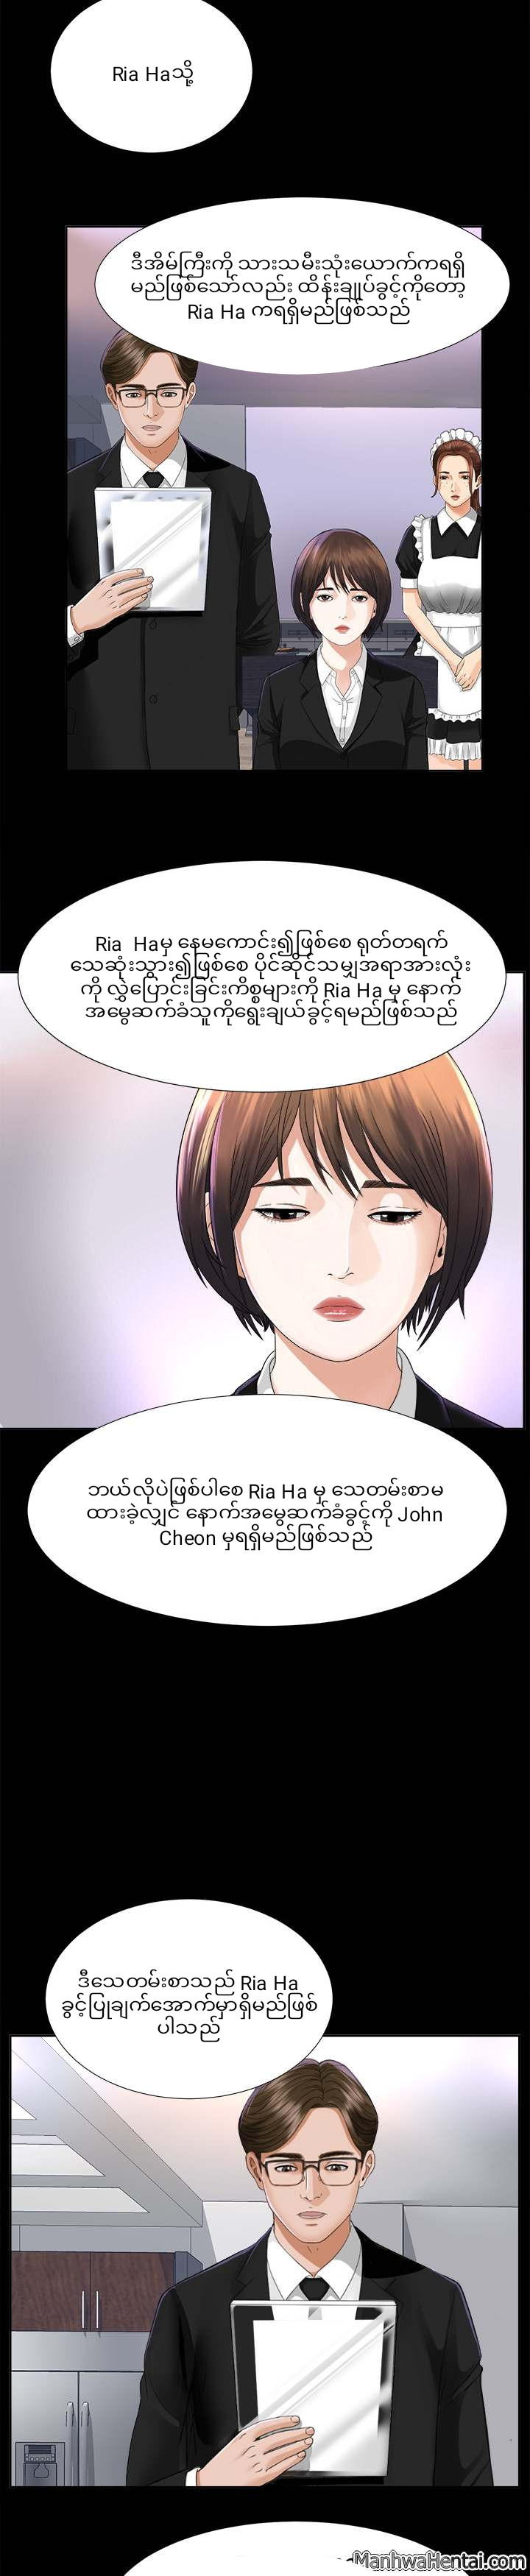 Ria Haသို့
ဒီအိမ်ကြီးကို သားသမီးသုံးယောက်ကရရှိ
မည်ဖြစ်သော်လည်း ထိန်းချုပ်ခွင့်ကိုတော့
Ria Ha ကရရှိမည်ဖြစ်သည်
Ria Haမှ နေမကောင်း၍ဖြစ်စေ ရုတ်တရက်
သေဆုံးသွား၍ဖြစ်စေ ပိုင်ဆိုင်သမျှအရာအားလုံး
ကို လွှဲပြောင်းခြင်းကိစ္စများကို Ria Ha မှ နောက်
အမွေဆက်ခံသူကိုရွေးချယ်ခွင့်ရမည်ဖြစ်သည်
ဘယ်လိုပဲဖြစ်ပါစေ Ria Ha မှ သေတမ်းစာမ
ထားခဲ့လျှင် နောက်အမွေဆက်ခံခွင့်ကို John
Cheon မှရရှိမည်ဖြစ်သည်
ဒီသေတမ်းစာသည် Ria Ha
ခွင့်ပြုချက်အောက်မှာရှိမည်ဖြစ်
ပါသည်
ManhwaHentai.com